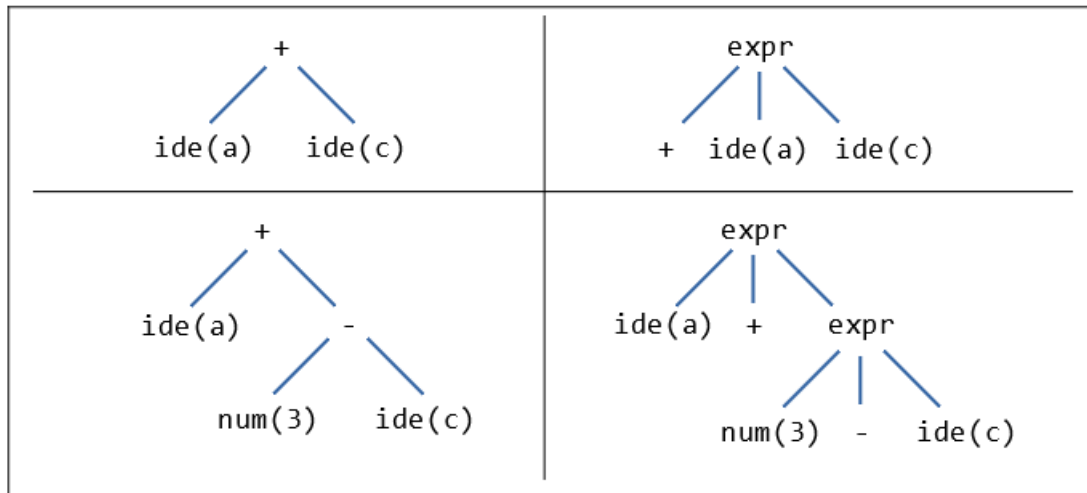 + expr
ide(a) ide(c) + ide(a) ide(c)
+ expr
ide(a) - ide(a) + expr
num(3) ide(c) num(3) - ide(c)